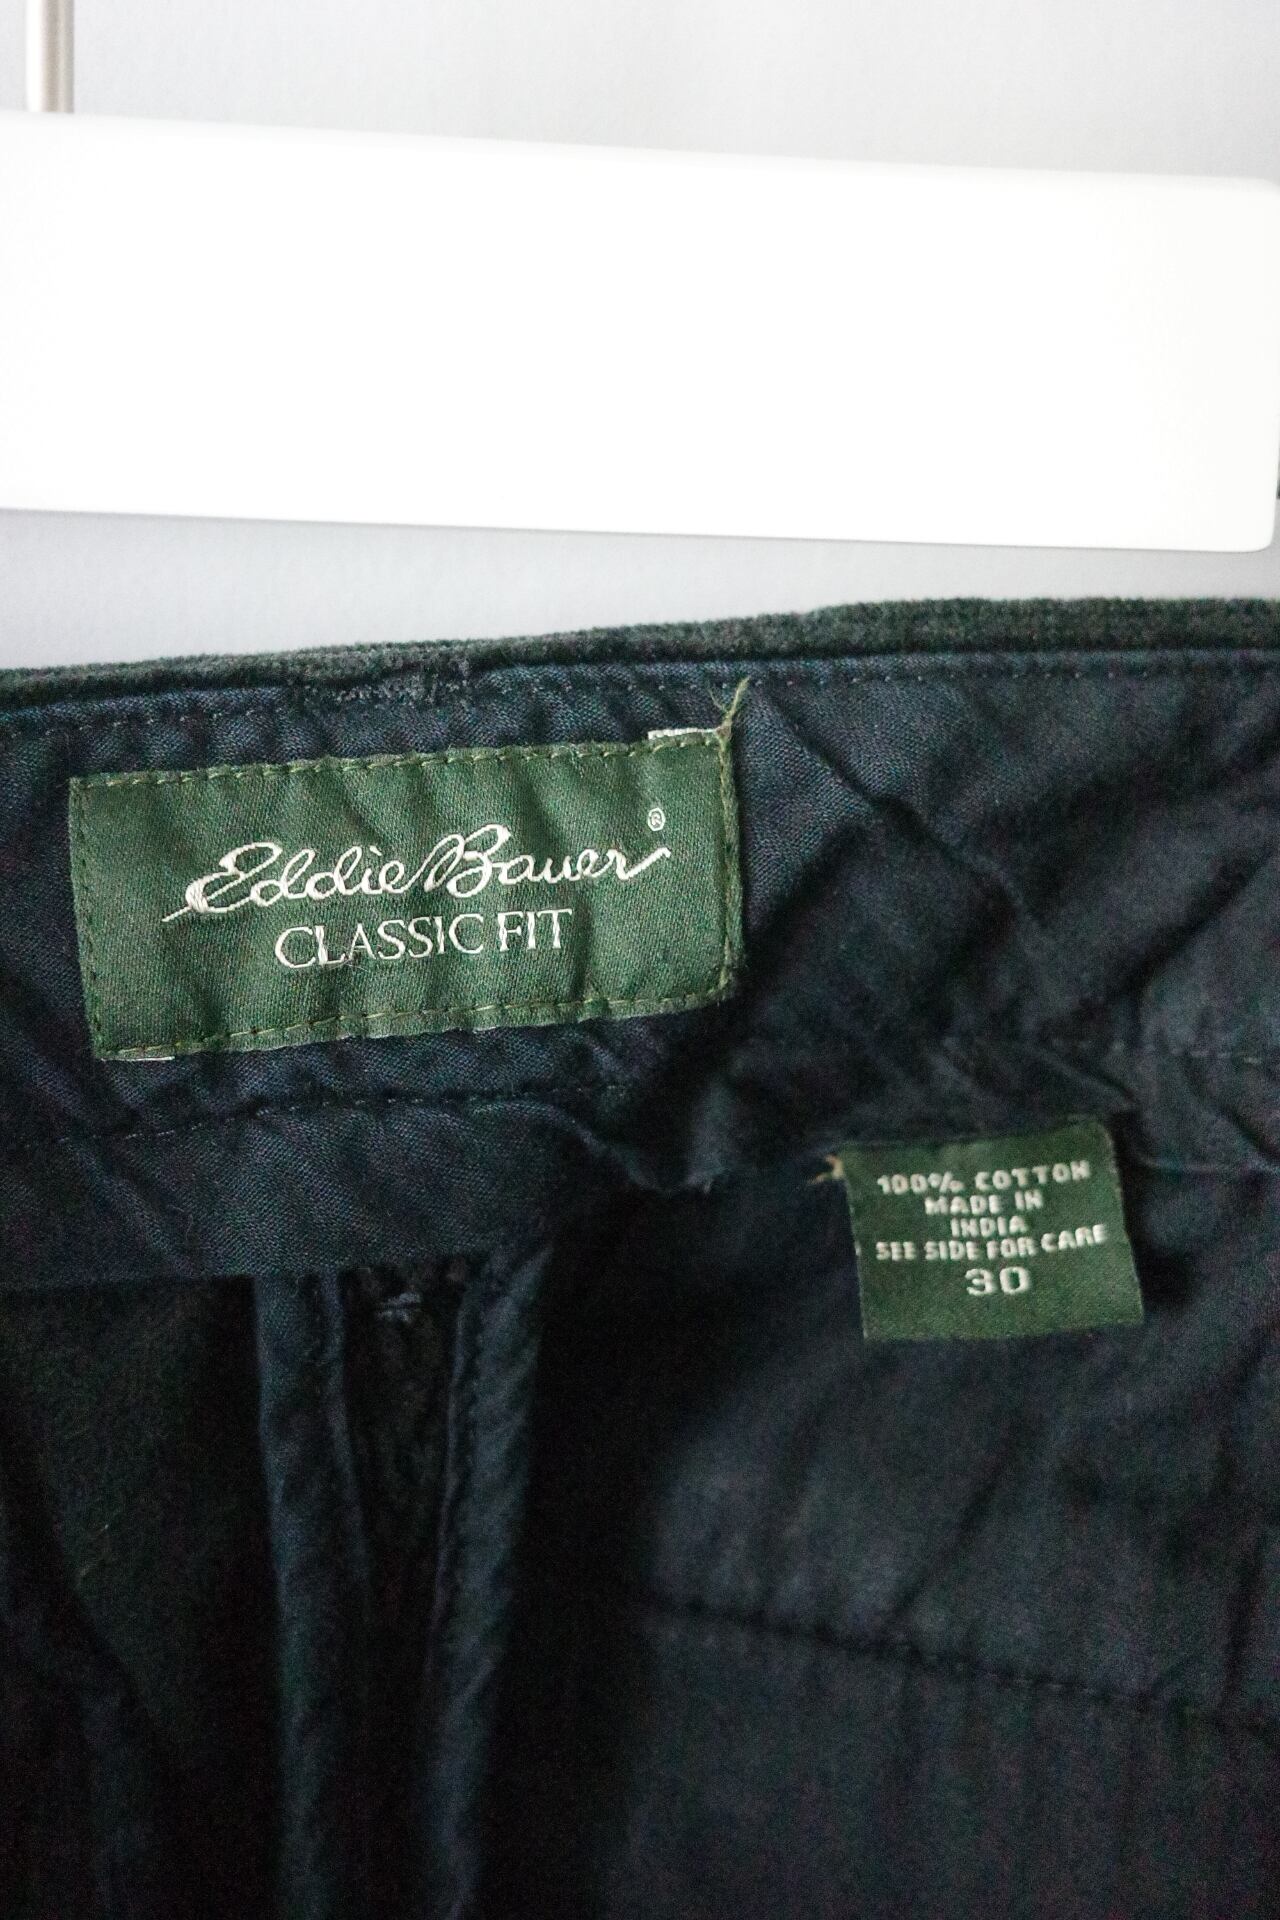 Eddie Bauer ®
CLASSIC FIT
100% COTTON
MADE IN
INDIA
SEE SIDE FOR CARE
30